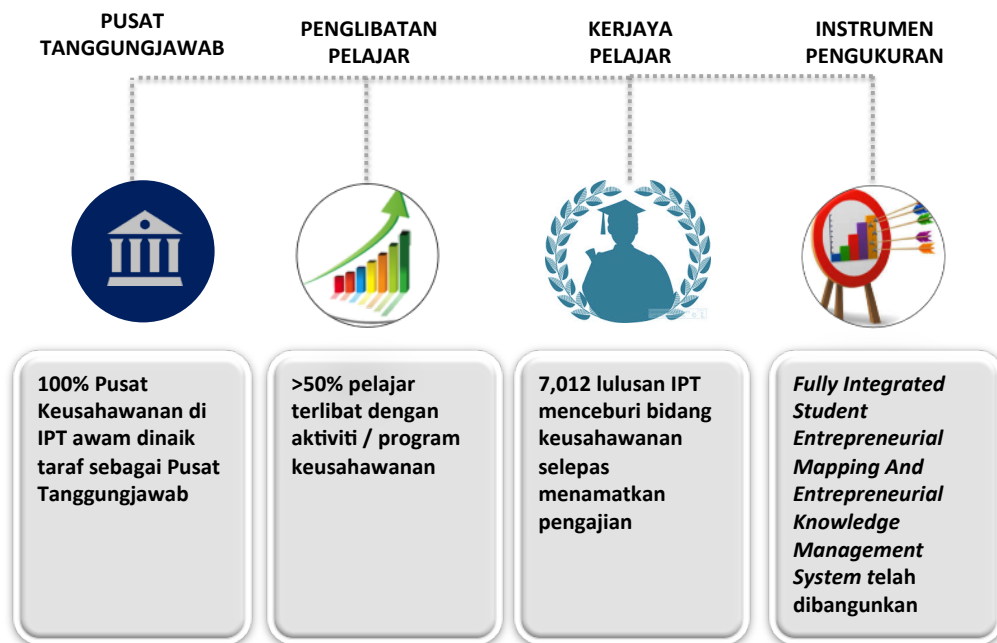 PUSAT
TANGGUNGJAWAB
PENGLIBATAN
PELAJAR
KERJAYA
PELAJAR
INSTRUMEN
PENGUKURAN
100% Pusat
Keusahawanan di
IPT awam dinaik
taraf sebagai Pusat
Tanggungjawab
>50% pelajar
terlibat dengan
aktiviti / program
keusahawanan
7,012 lulusan IPT
menceburi bidang
keusahawanan
selepas
menamatkan
pengajian
Fully Integrated
Student
Entrepreneurial
Mapping And
Entrepreneurial
Knowledge
Management
System telah
dibangunkan